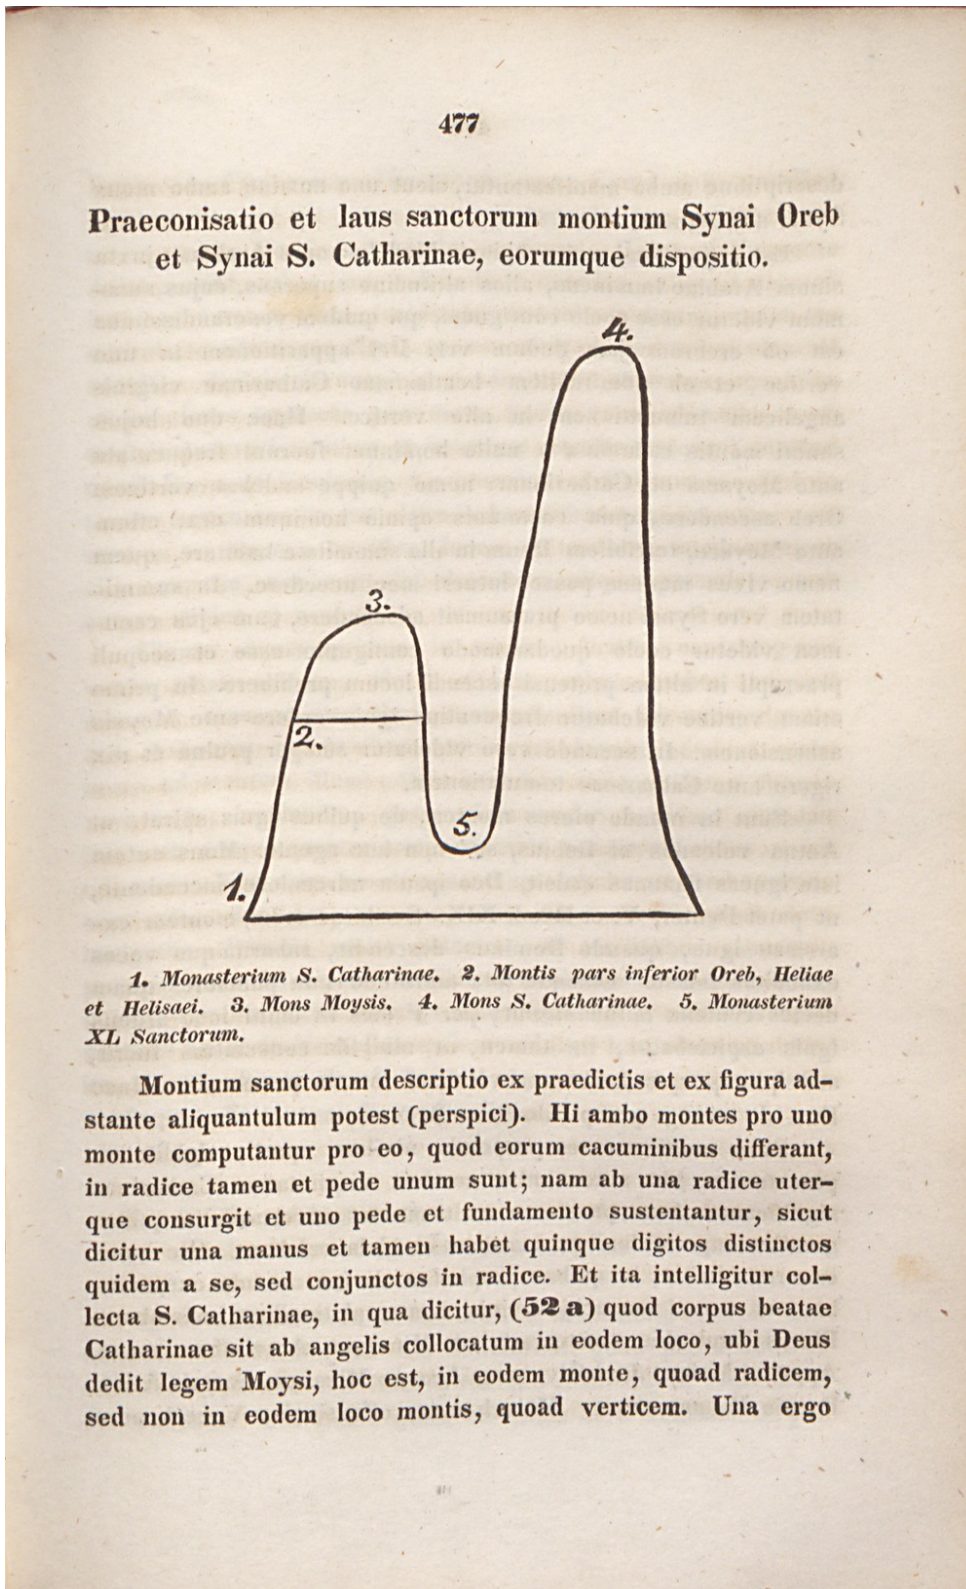 477
Praeconisatio et laus sanctorum montium Synai Oreb
et Synai S. Catharinae, eorumque dispositio.
4.
3.
2.
5.
1.
1. Monasterium S. Catharinae. 2. Montis pars inferior Oreb, Heliae
et Helisaei. 3. Mons Moysis. 4. Mons S. Catharinae. 5. Monasterium
XL Sanctorum.
Montium sanctorum descriptio ex praedictis et ex figura ad-
stante aliquantulum potest (perspici). Hi ambo montes pro uno
monte computantur pro eo, quod eorum cacuminibus differant,
in radice tamen et pede unum sunt; nam ab una radice uter-
que consurgit et uno pede et fundamento sustentantur, sicut
dicitur una manus et tamen habet quinque digitos distinctos
quidem a se, sed conjunctos in radice. Et ita intelligitur col-
lecta S. Catharinae, in qua dicitur, (52 a) quod corpus beatae
Catharinae sit ab angelis collocatum in eodem loco, ubi Deus
dedit legem Moysi, hoc est, in eodem monte, quoad radicem,
sed non in eodem loco montis, quoad verticem. Una ergo